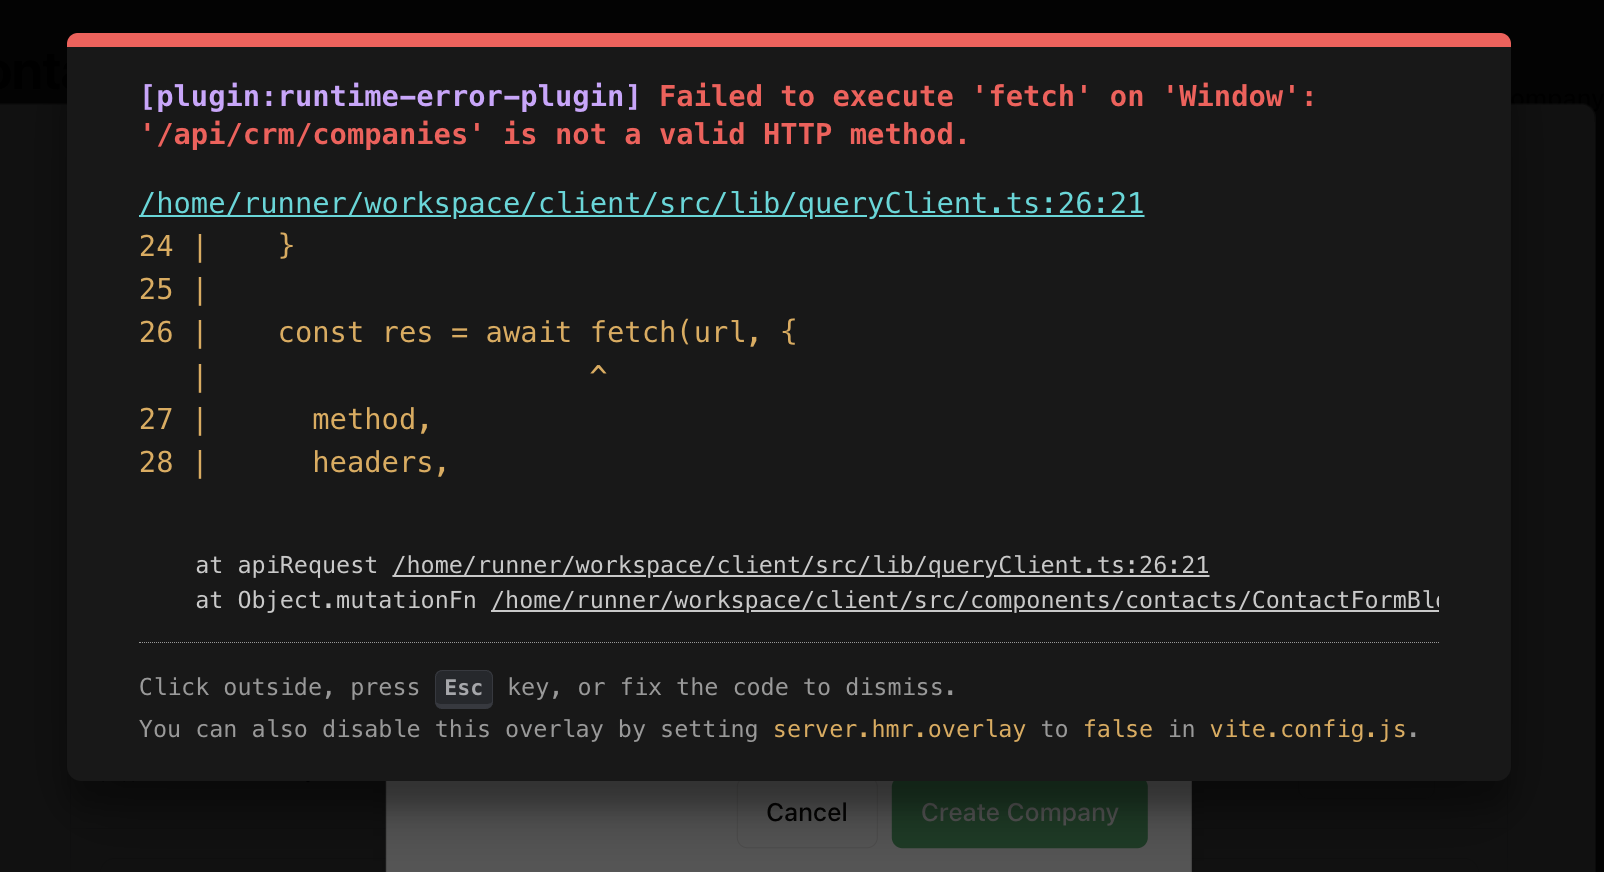 [plugin:runtime-error-plugin] Failed to execute 'fetch' on 'Window':
'/api/crm/companies' is not a valid HTTP method.
/home/runner/workspace/client/src/lib/queryClient.ts:26:21
24 |    }
25 |
26 |    const res = await fetch(url, {
   |                      ^
27 |      method,
28 |      headers,
at apiRequest /home/runner/workspace/client/src/lib/queryClient.ts:26:21
at Object.mutationFn /home/runner/workspace/client/src/components/contacts/ContactFormBl
Click outside, press Esc key, or fix the code to dismiss.
You can also disable this overlay by setting server.hmr.overlay to false in vite.config.js.
Cancel
Create Company